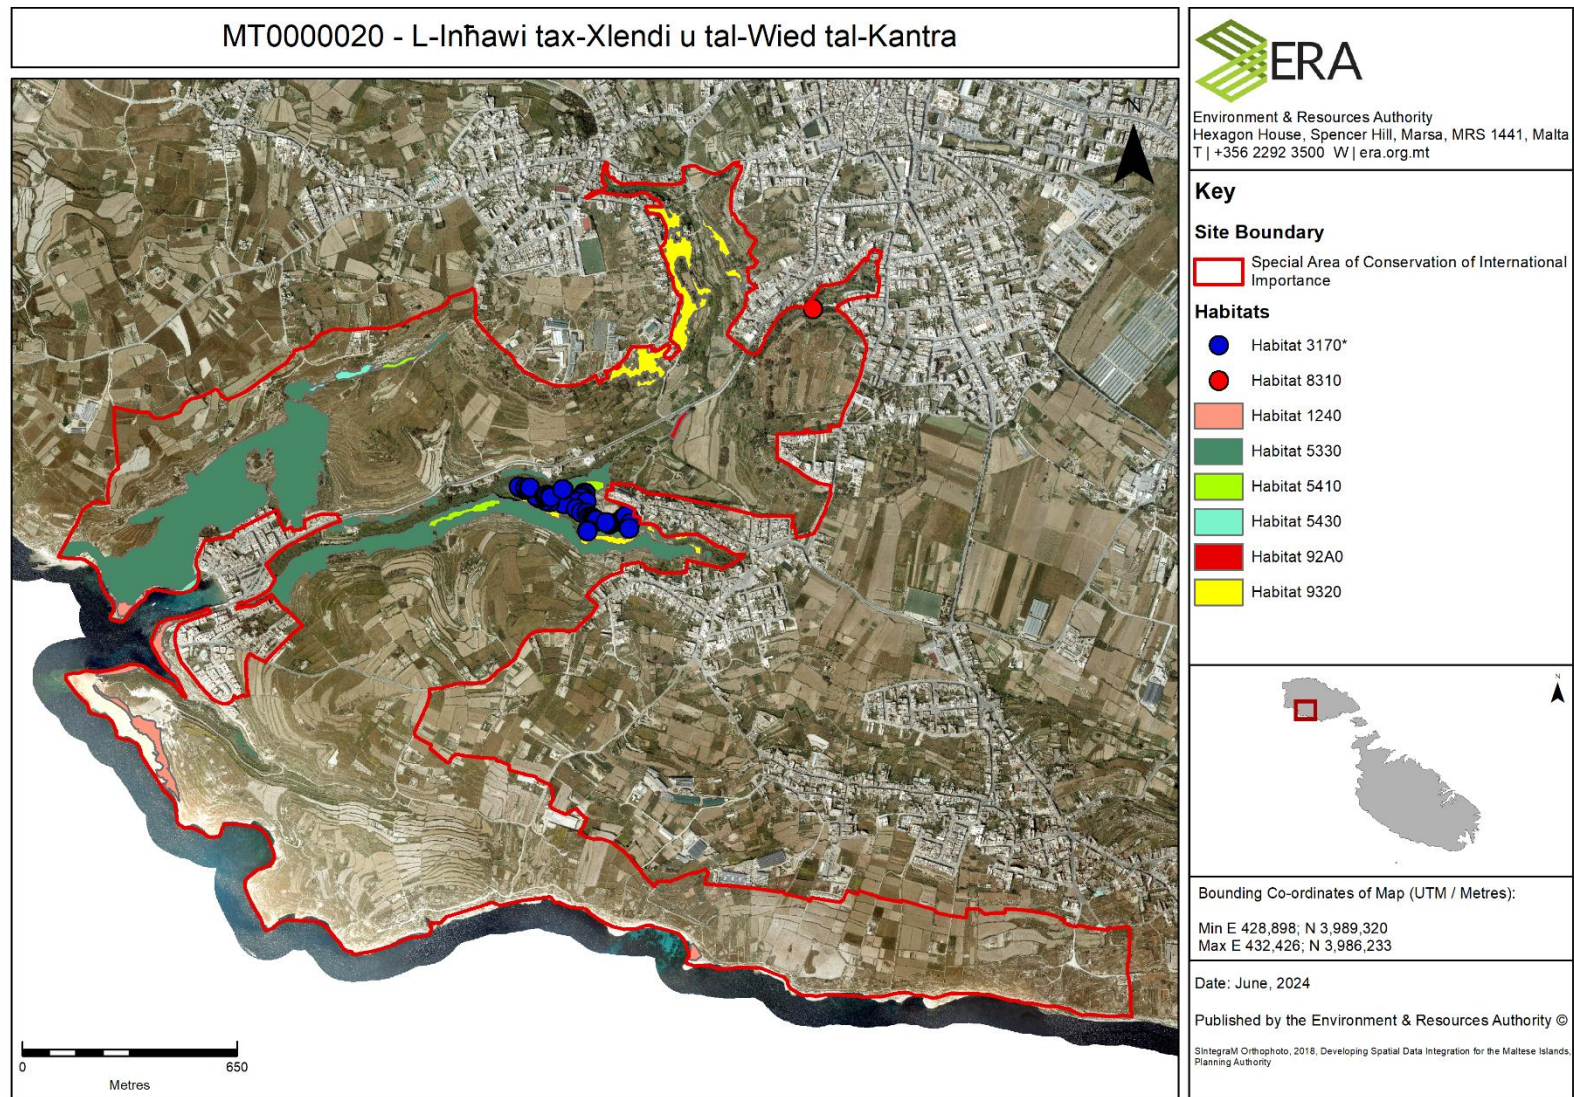 MT0000020 - L-Inħawi tax-Xlendi u tal-Wied tal-Kantra
N
0
650
Metres
ERA
Environment & Resources Authority
Hexagon House, Spencer Hill, Marsa, MRS 1441, Malta
T | +356 2292 3500 W | era.org.mt
Key
Site Boundary
Special Area of Conservation of International
Importance
Habitats
Habitat 3170*
Habitat 8310
Habitat 1240
Habitat 5330
Habitat 5410
Habitat 5430
Habitat 92A0
Habitat 9320
N
Bounding Co-ordinates of Map (UTM / Metres):
Min E 428,898; N 3,989,320
Max E 432,426; N 3,986,233
Date: June, 2024
Published by the Environment & Resources Authority ©
SIntegraM Orthophoto, 2018, Developing Spatial Data Integration for the Maltese Islands,
Planning Authority